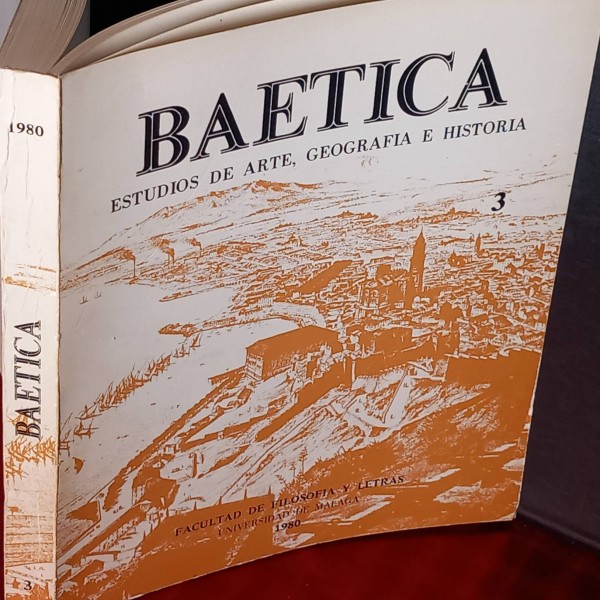 1980
BAETICA
3
BAETICA
ESTUDIOS DE ARTE, GEOGRAFIA E HISTORIA
3
FACULTAD DE FILOSOFIA Y LETRAS
UNIVERSIDAD DE MALAGA
1980